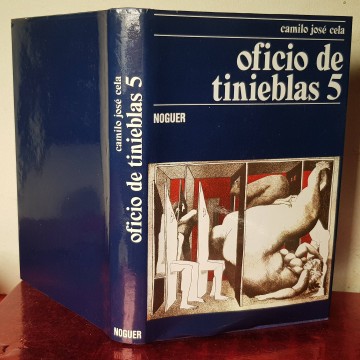 camilo josé cela
oficio de
tinieblas 5
NOGUER
camilo josé cela
oficio de tinieblas 5
NOGUER